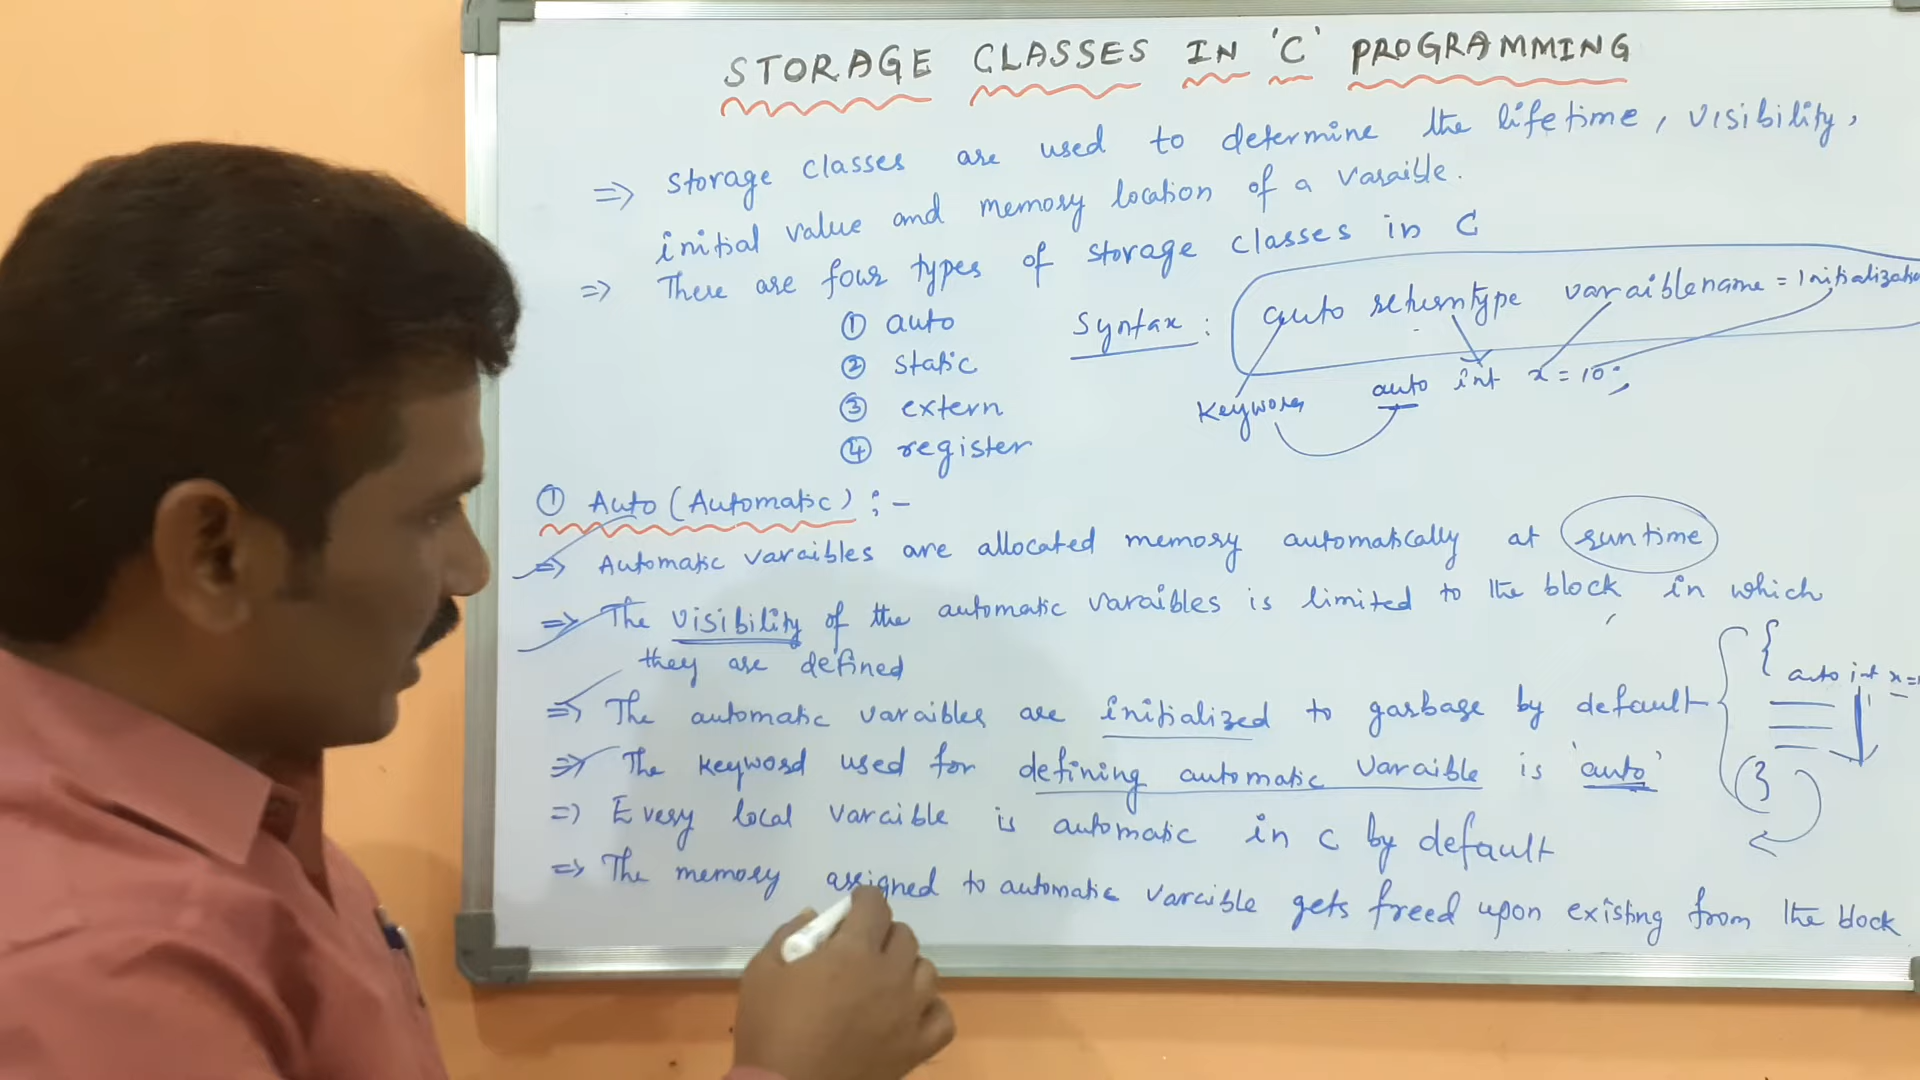 STORAGE CLASSES IN 'C' PROGRAMMING
=> Storage classes are used to determine the lifetime, visibility,
initial value and memory location of a varaible.
=> There are four types of storage classes in C
① auto
② static
③ extern
④ register
Syntax : auto returntype varaiblename = Initialization
Keyword auto int x = 10;
① Auto (Automatic) :-
=> Automatic varaibles are allocated memory automatically at runtime
=> The visibility of the automatic varaibles is limited to the block in which
they are defined
=> The automatic varaibles are initialized to garbage by default
{
auto int x =
}
=> The keyword used for defining automatic varaible is 'auto'
=> Every local varaible is automatic in c by default
=> The memory assigned to automatic varaible gets freed upon existing from the block